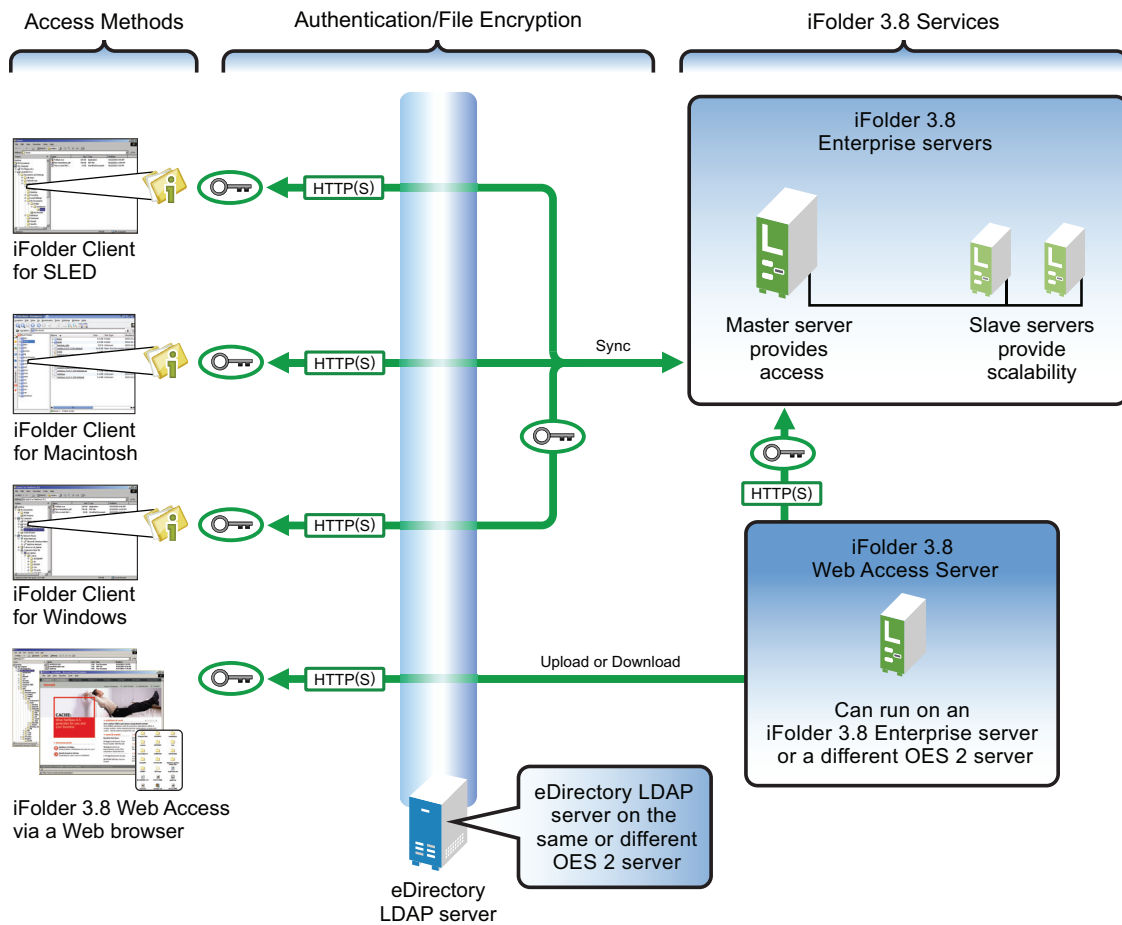 Access Methods
Authentication/File Encryption
iFolder 3.8 Services
iFolder Client
for SLED
HTTP(S)
iFolder Client
for Macintosh
HTTP(S)
Sync
iFolder Client
for Windows
HTTP(S)
iFolder 3.8 Web Access
via a Web browser
HTTP(S)
Upload or Download
eDirectory
LDAP server
eDirectory LDAP
server on the
same or different
OES 2 server
iFolder 3.8
Enterprise servers
Master server
provides
access
Slave servers
provide
scalability
HTTP(S)
iFolder 3.8
Web Access Server
Can run on an
iFolder 3.8 Enterprise server
or a different OES 2 server